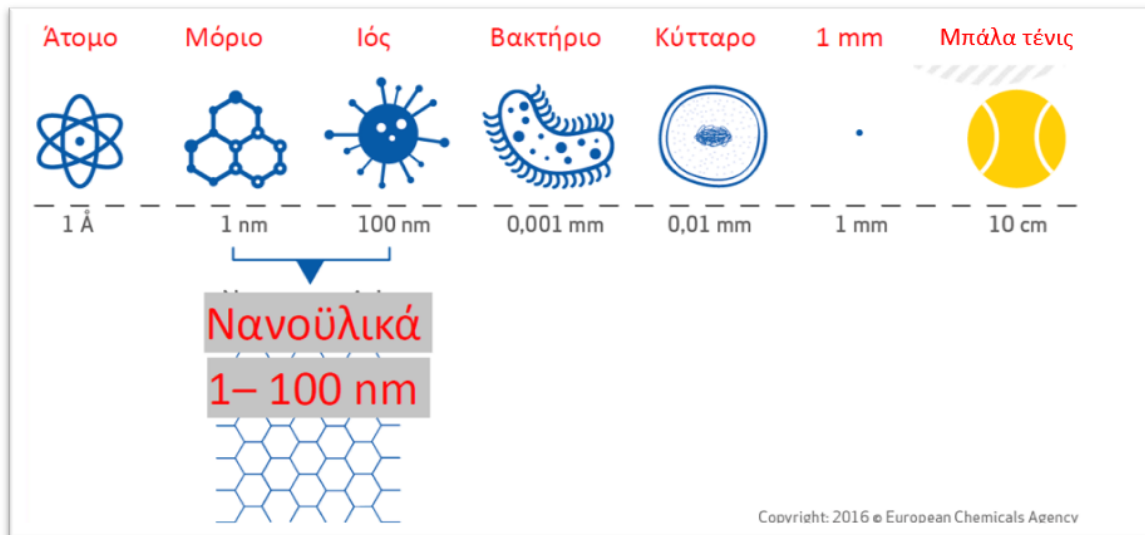 Άτομο Μόριο Ιός Βακτήριο Κύτταρο 1 mm Μπάλα τένις
1 Å 1 nm 100 nm 0,001 mm 0,01 mm 1 mm 10 cm
Νανοϋλικά
1– 100 nm
Copyright: 2016 © European Chemicals Agency